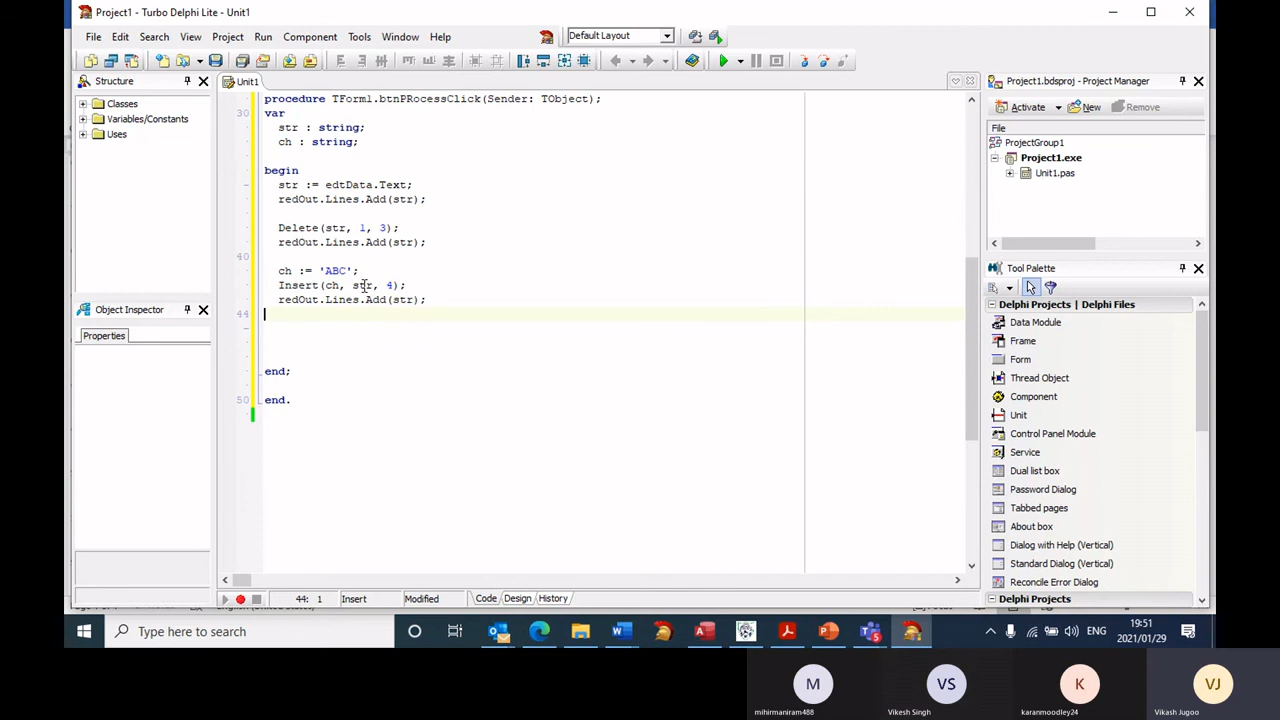 Project1 - Turbo Delphi Lite - Unit1
File Edit Search View Project Run Component Tools Window Help
Default Layout
Structure
Classes
Variables/Constants
Uses
Object Inspector
Properties
Unit1
procedure TForm1.btnPRocessClick(Sender: TObject);
30 var
str : string;
ch : string;
begin
str := edtData.Text;
redOut.Lines.Add(str);
Delete(str, 1, 3);
redOut.Lines.Add(str);
40
ch := 'ABC';
Insert(ch, str, 4);
redOut.Lines.Add(str);
44
end;
50 end.
44: 1 Insert Modified Code Design History
Project1.bdsproj - Project Manager
Activate New Remove
File
ProjectGroup1
Project1.exe
Unit1.pas
Tool Palette
Delphi Projects | Delphi Files
Data Module
Frame
Form
Thread Object
Component
Unit
Control Panel Module
Service
Dual list box
Password Dialog
Tabbed pages
About box
Dialog with Help (Vertical)
Standard Dialog (Vertical)
Reconcile Error Dialog
Delphi Projects
Type here to search
ENG
19:51
2021/01/29
M
mihirmaniram488
VS
Vikesh Singh
K
karanmoodley24
VJ
Vikash Jugoo